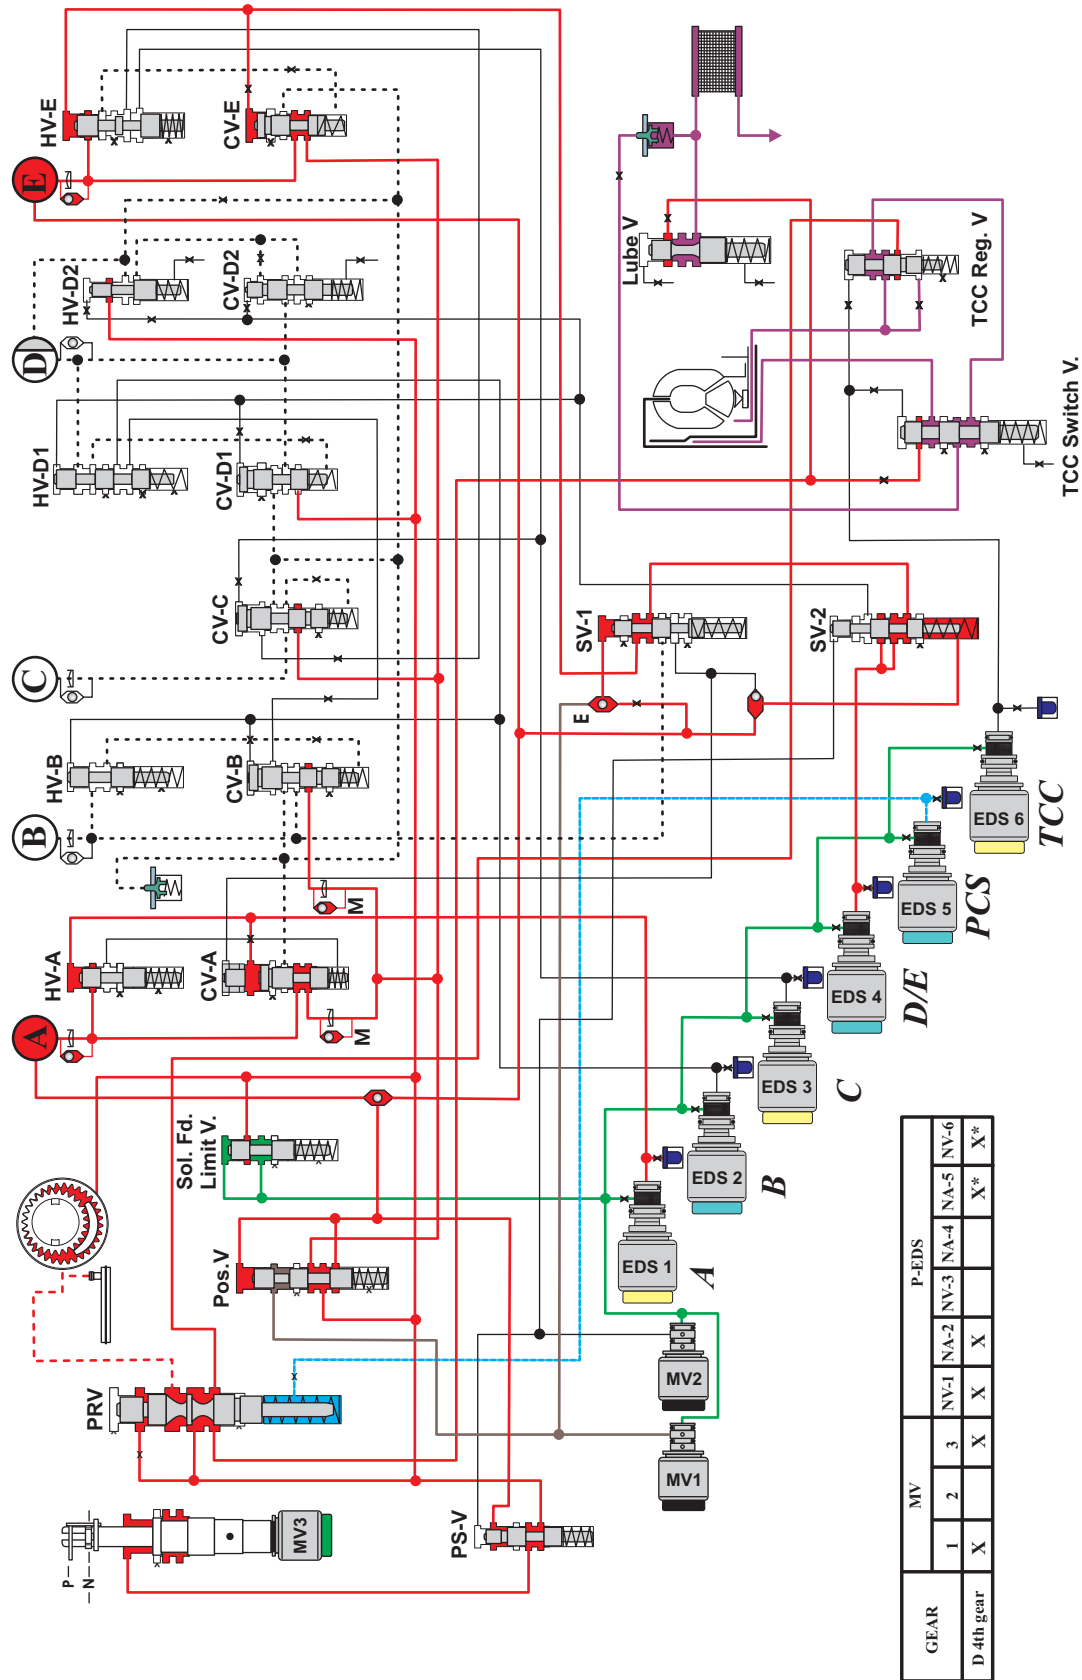 HV-E
CV-E
E
HV-D2
CV-D2
D
HV-D1
CV-D1
CV-C
C
HV-B
CV-B
B
HV-A
CV-A
A
M
M
E
SV-1
SV-2
Lube V
TCC Reg. V
TCC Switch V.
Sol. Fd.
Limit V.
Pos.V
PRV
PS-V
P
N
MV3
MV1
MV2
EDS 1
A
EDS 2
B
EDS 3
C
EDS 4
D/E
EDS 5
PCS
EDS 6
TCC
GEAR MV P-EDS
1 2 3 NV-1 NA-2 NV-3 NA-4 NA-5 NV-6
D 4th gear X X X X X* X*